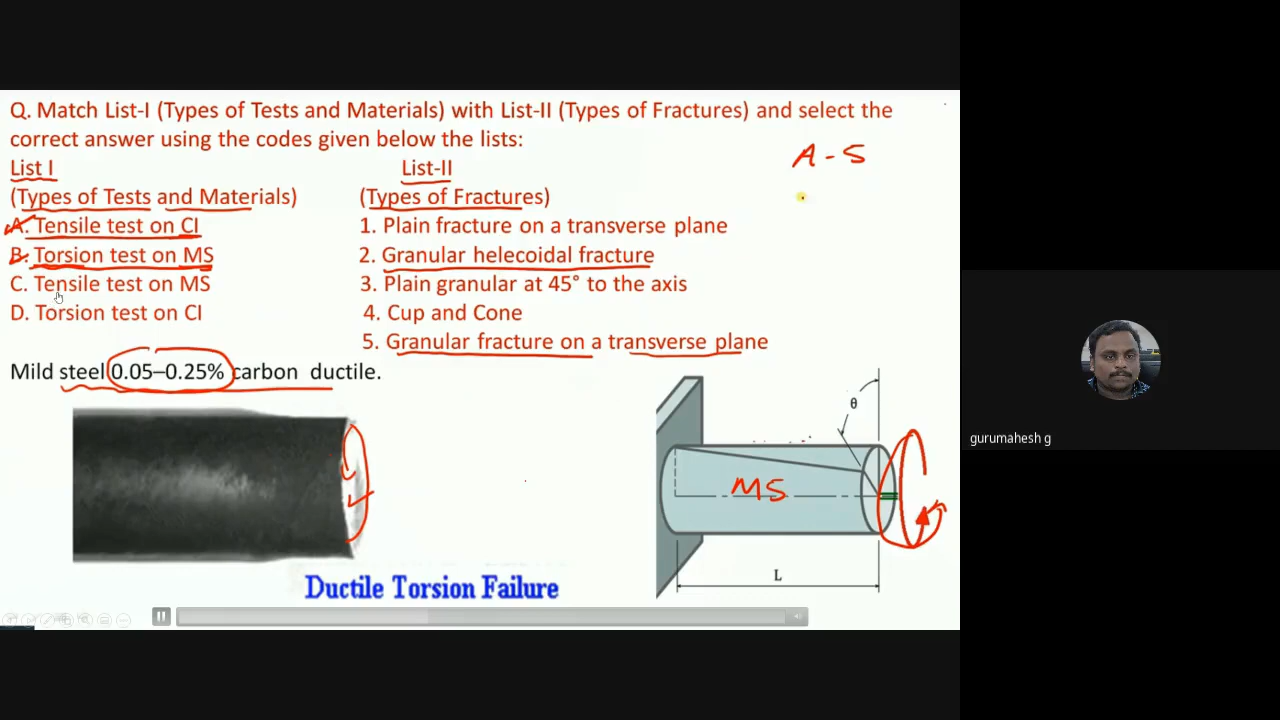 Q. Match List-I (Types of Tests and Materials) with List-II (Types of Fractures) and select the
correct answer using the codes given below the lists:
List I List-II
(Types of Tests and Materials) (Types of Fractures)
A. Tensile test on CI 1. Plain fracture on a transverse plane
B. Torsion test on MS 2. Granular helecoidal fracture
C. Tensile test on MS 3. Plain granular at 45° to the axis
D. Torsion test on CI 4. Cup and Cone
5. Granular fracture on a transverse plane
A - 5
Mild steel 0.05–0.25% carbon ductile.
θ
MS
L
Ductile Torsion Failure
gurumahesh g